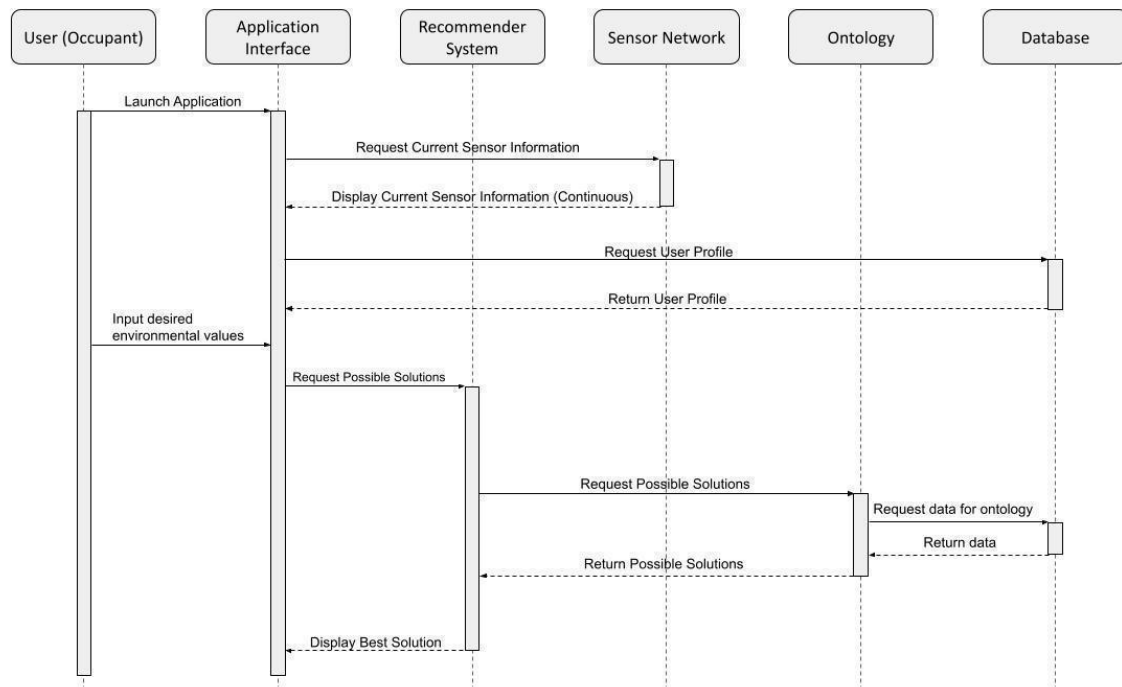 User (Occupant)
Application
Interface
Recommender
System
Sensor Network
Ontology
Database
Launch Application
Request Current Sensor Information
Display Current Sensor Information (Continuous)
Request User Profile
Return User Profile
Input desired
environmental values
Request Possible Solutions
Request Possible Solutions
Request data for ontology
Return data
Return Possible Solutions
Display Best Solution